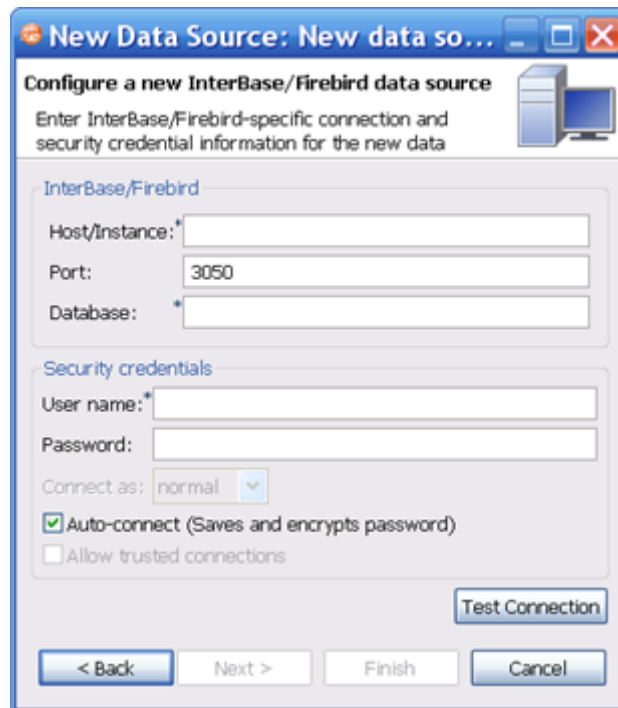 New Data Source: New data so...
Configure a new InterBase/Firebird data source
Enter InterBase/Firebird-specific connection and
security credential information for the new data
InterBase/Firebird
Host/Instance:*
Port: 3050
Database: *
Security credentials
User name:*
Password:
Connect as: normal
Auto-connect (Saves and encrypts password)
Allow trusted connections
Test Connection
< Back Next > Finish Cancel